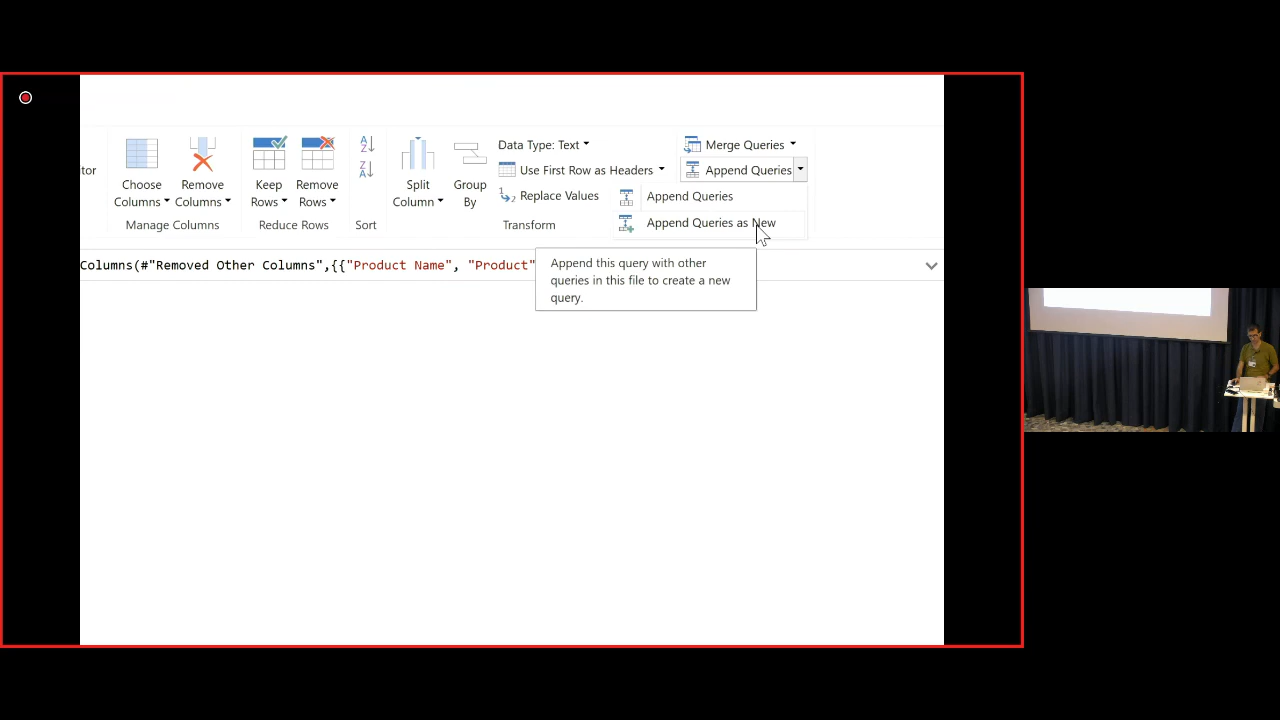 tor
Choose
Columns
Remove
Columns
Manage Columns
Keep
Rows
Remove
Rows
Reduce Rows
A
Z
Z
A
Sort
Split
Column
Group
By
Data Type: Text
Use First Row as Headers
1
2
Replace Values
Transform
Merge Queries
Append Queries
Append Queries
Append Queries as New
Columns(#"Removed Other Columns",{{"Product Name", "Product"
Append this query with other
queries in this file to create a new
query.